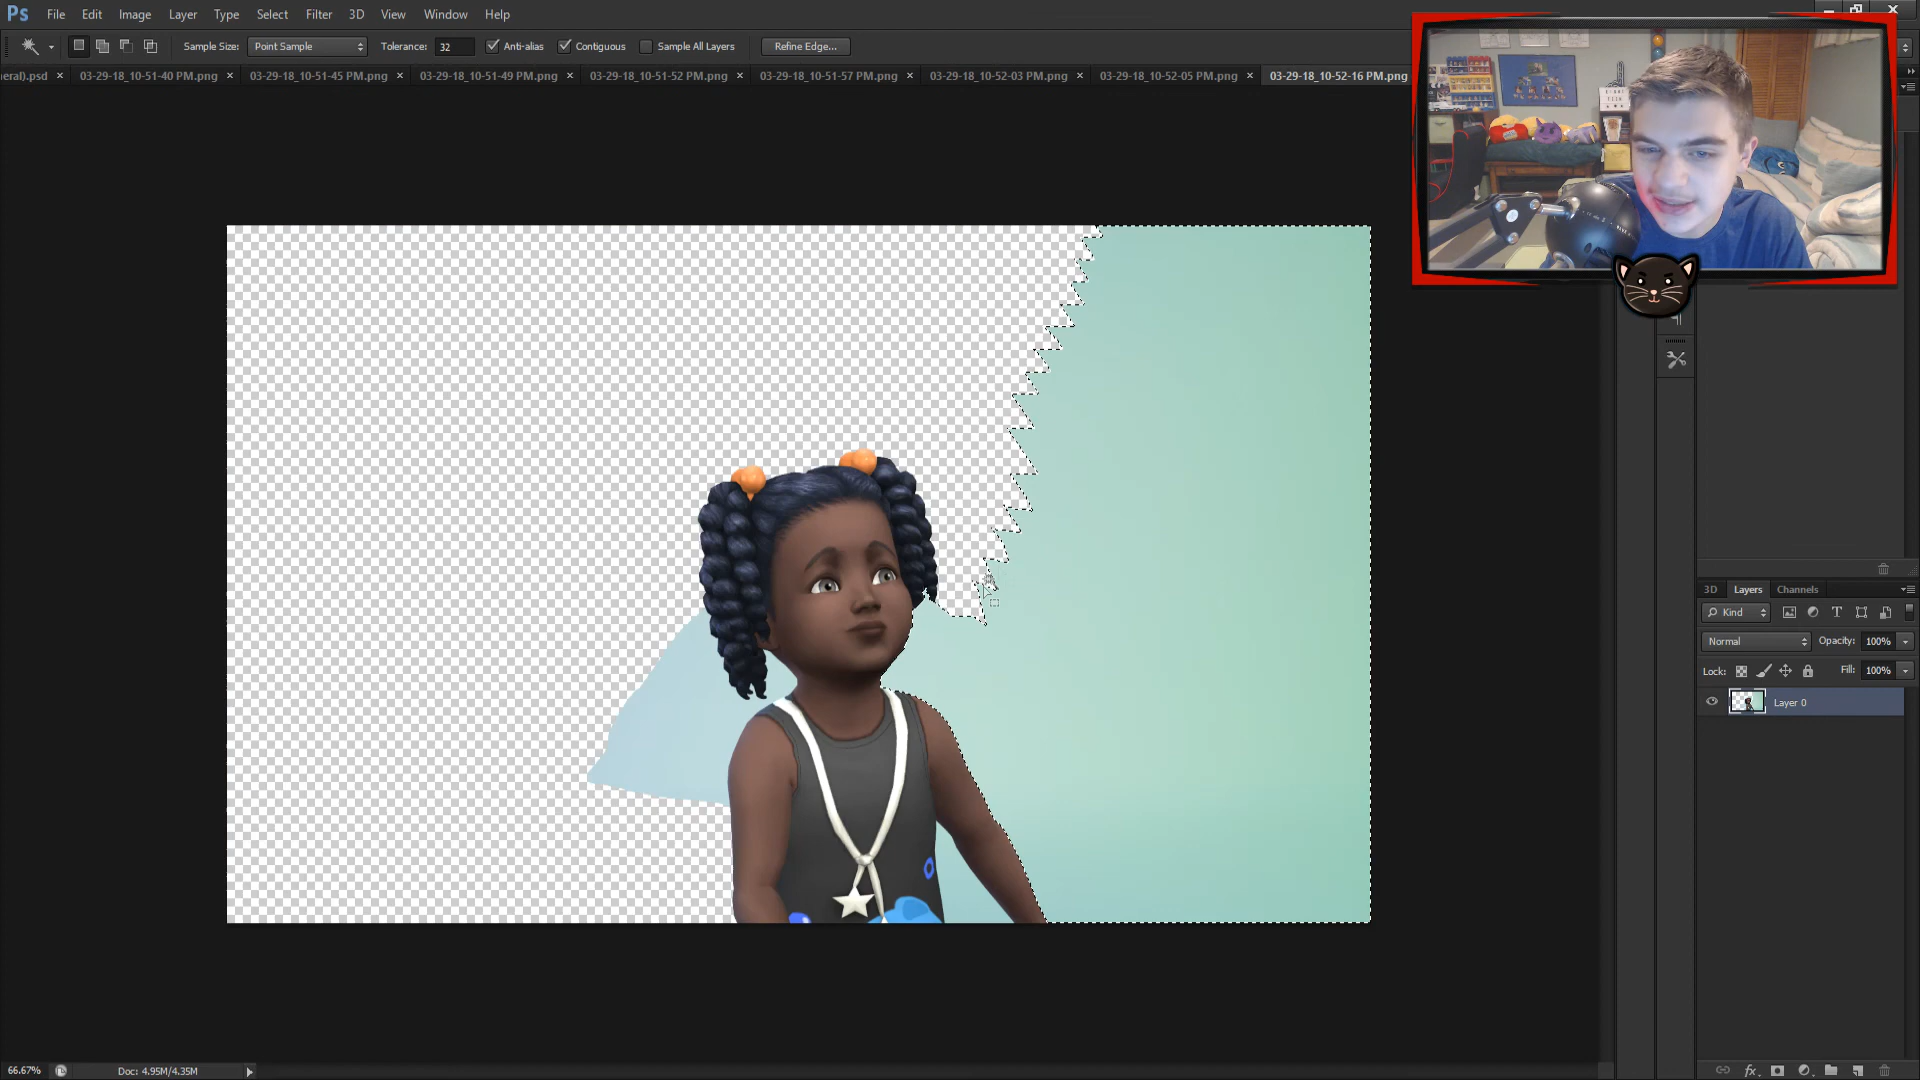 Ps File Edit Image Layer Type Select Filter 3D View Window Help
Sample Size: Point Sample Tolerance: 32 Anti-alias Contiguous Sample All Layers Refine Edge...
eral).psd × 03-29-18_10-51-40 PM.png × 03-29-18_10-51-45 PM.png × 03-29-18_10-51-49 PM.png × 03-29-18_10-51-52 PM.png × 03-29-18_10-51-57 PM.png × 03-29-18_10-52-03 PM.png × 03-29-18_10-52-05 PM.png × 03-29-18_10-52-16 PM.png
3D Layers Channels
Kind
Normal Opacity: 100%
Lock: Fill: 100%
Layer 0
fx
66.67% Doc: 4.95M/4.35M